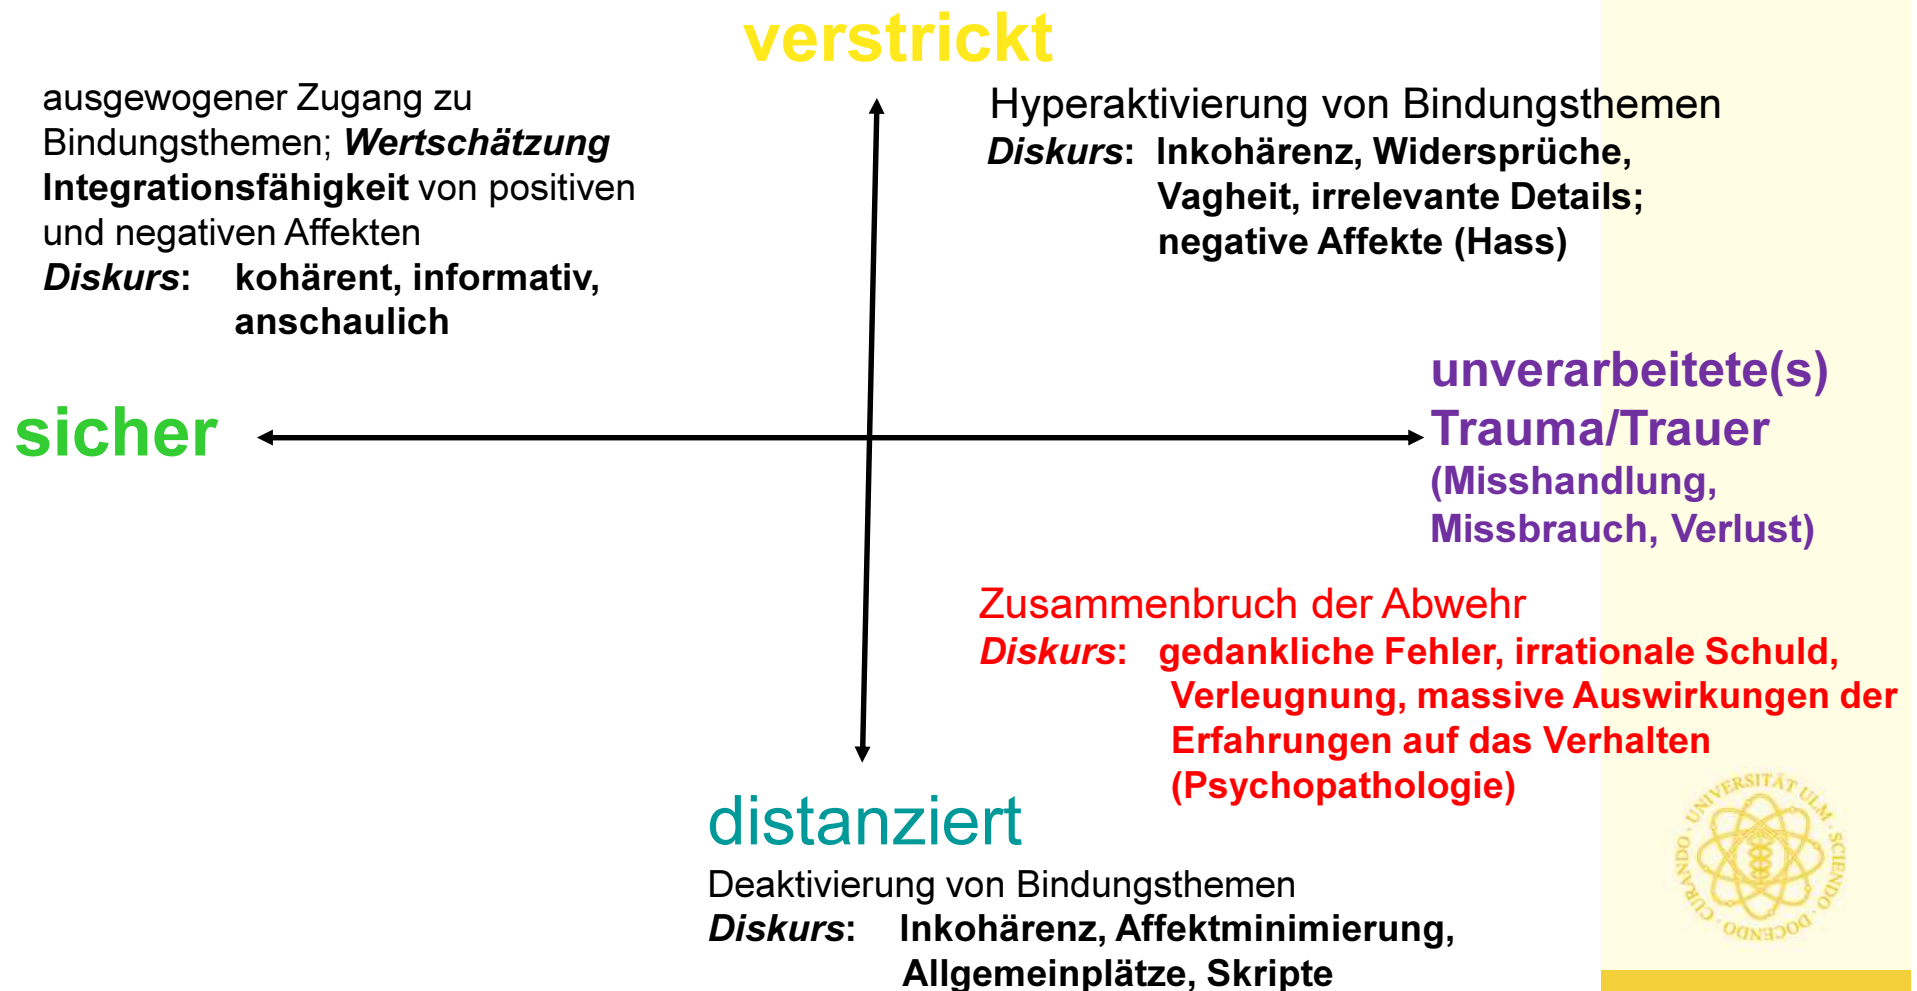 verstrickt
ausgewogener Zugang zu
Bindungsthemen; Wertschätzung
Integrationsfähigkeit von positiven
und negativen Affekten
Diskurs: kohärent, informativ,
anschaulich
Hyperaktivierung von Bindungsthemen
Diskurs: Inkohärenz, Widersprüche,
Vagheit, irrelevante Details;
negative Affekte (Hass)
sicher
unverarbeitete(s)
Trauma/Trauer
(Misshandlung,
Missbrauch, Verlust)
Zusammenbruch der Abwehr
Diskurs: gedankliche Fehler, irrationale Schuld,
Verleugnung, massive Auswirkungen der
Erfahrungen auf das Verhalten
(Psychopathologie)
distanziert
Deaktivierung von Bindungsthemen
Diskurs: Inkohärenz, Affektminimierung,
Allgemeinplätze, Skripte
UNIVERSITÄT ULM · SCIENDO · DOCENDO · CURANDO ·